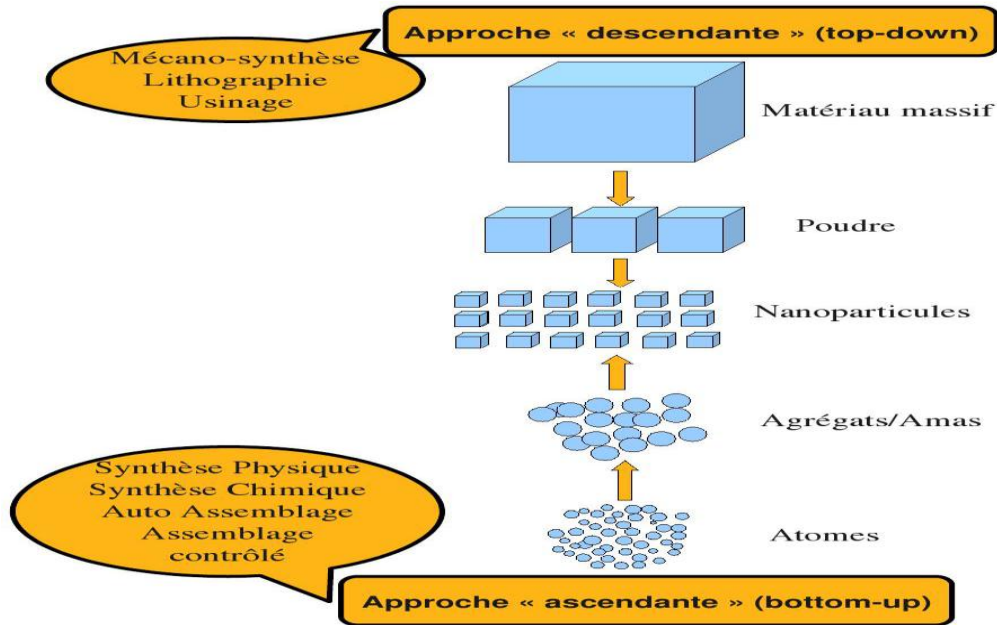 Approche « descendante » (top-down)
Mécano-synthèse
Lithographie
Usinage
Matériau massif
Poudre
Nanoparticules
Agrégats/Amas
Synthèse Physique
Synthèse Chimique
Auto Assemblage
Assemblage
contrôlé
Atomes
Approche « ascendante » (bottom-up)